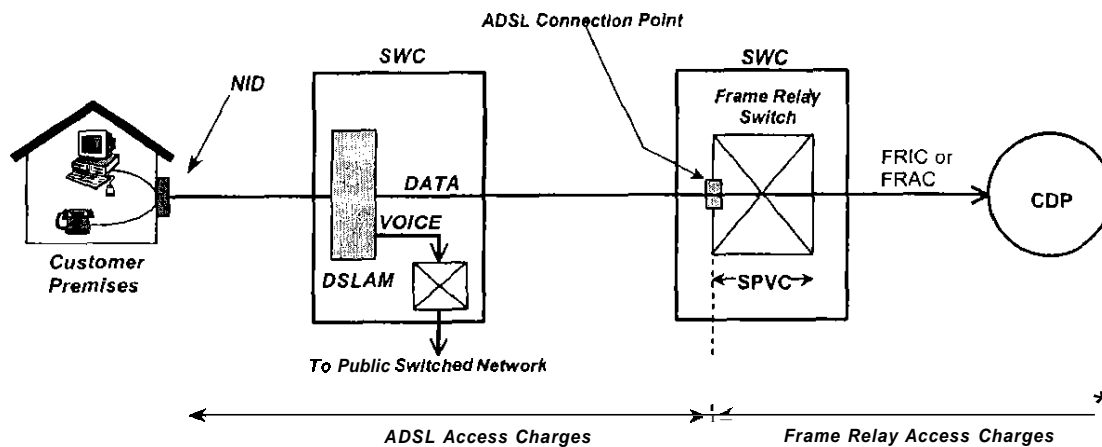 ADSL Connection Point
SWC
SWC
NID
Frame Relay
Switch
FRIC or
FRAC
DATA
CDP
VOICE
Customer
Premises
DSLAM
SPVC
To Public Switched Network
ADSL Access Charges
Frame Relay Access Charges